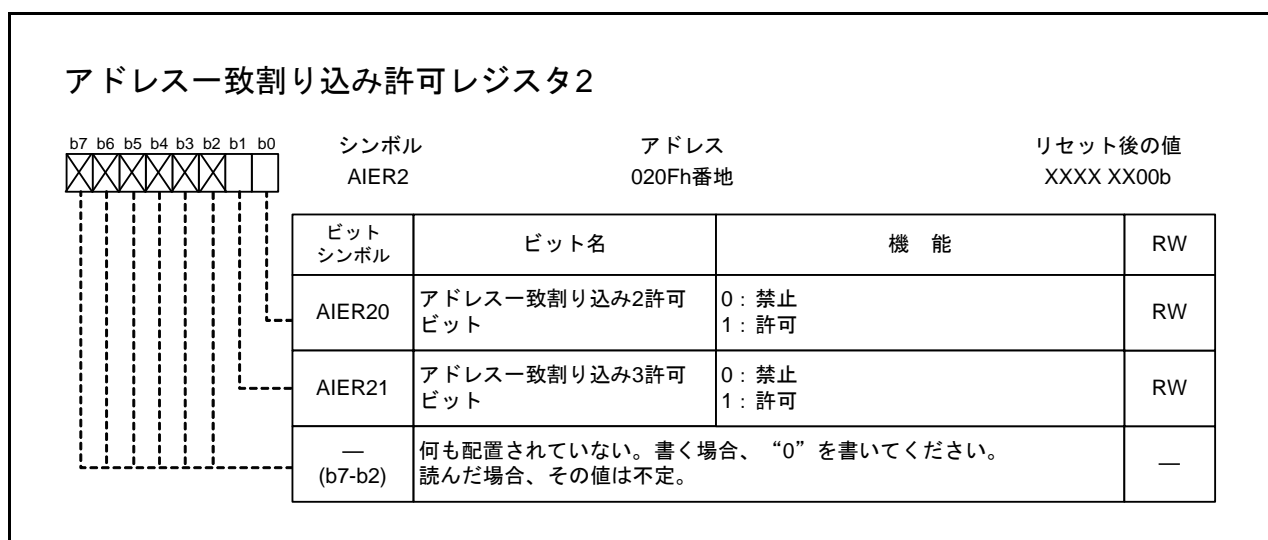 アドレス一致割り込み許可レジスタ2
b7 b6 b5 b4 b3 b2 b1 b0
シンボル アドレス リセット後の値
AIER2 020Fh番地 XXXX XX00b
ビット
シンボル
ビット名 機 能 RW
AIER20
アドレス一致割り込み2許可
ビット
0：禁止
1：許可
RW
AIER21
アドレス一致割り込み3許可
ビット
0：禁止
1：許可
RW
—
(b7-b2)
何も配置されていない。書く場合、“0”を書いてください。
読んだ場合、その値は不定。
—